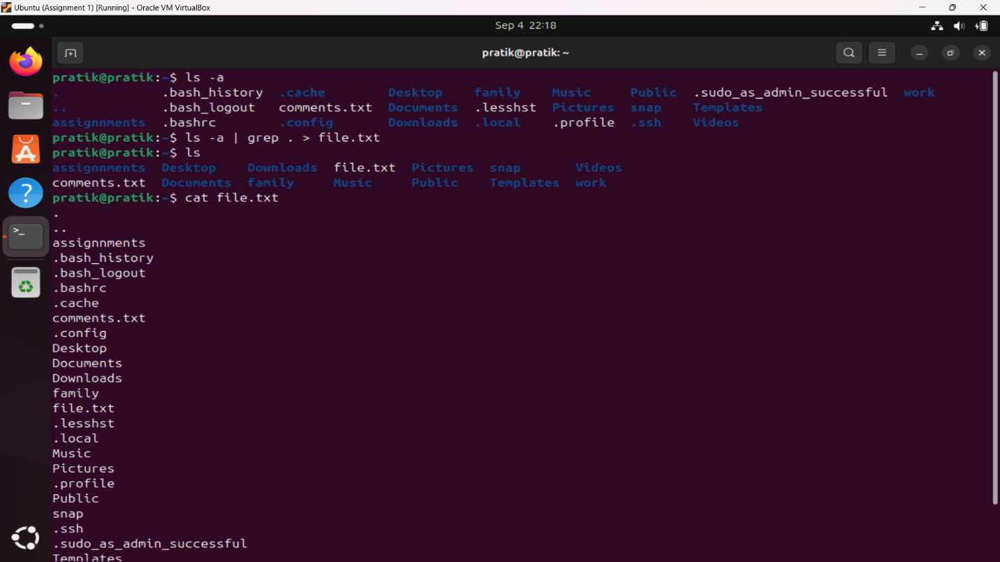 Ubuntu (Assignment 1) [Running] - Oracle VM VirtualBox
Sep 4 22:18
pratik@pratik: ~
pratik@pratik:~$ ls -a
. .bash_history .cache Desktop family Music Public .sudo_as_admin_successful work
.. .bash_logout comments.txt Documents .lesshst Pictures snap Templates
assignnments .bashrc .config Downloads .local .profile .ssh Videos
pratik@pratik:~$ ls -a | grep . > file.txt
pratik@pratik:~$ ls
assignnments Desktop Downloads file.txt Pictures snap Videos
comments.txt Documents family Music Public Templates work
pratik@pratik:~$ cat file.txt
.
..
assignnments
.bash_history
.bash_logout
.bashrc
.cache
comments.txt
.config
Desktop
Documents
Downloads
family
file.txt
.lesshst
.local
Music
Pictures
.profile
Public
snap
.ssh
.sudo_as_admin_successful
Templates